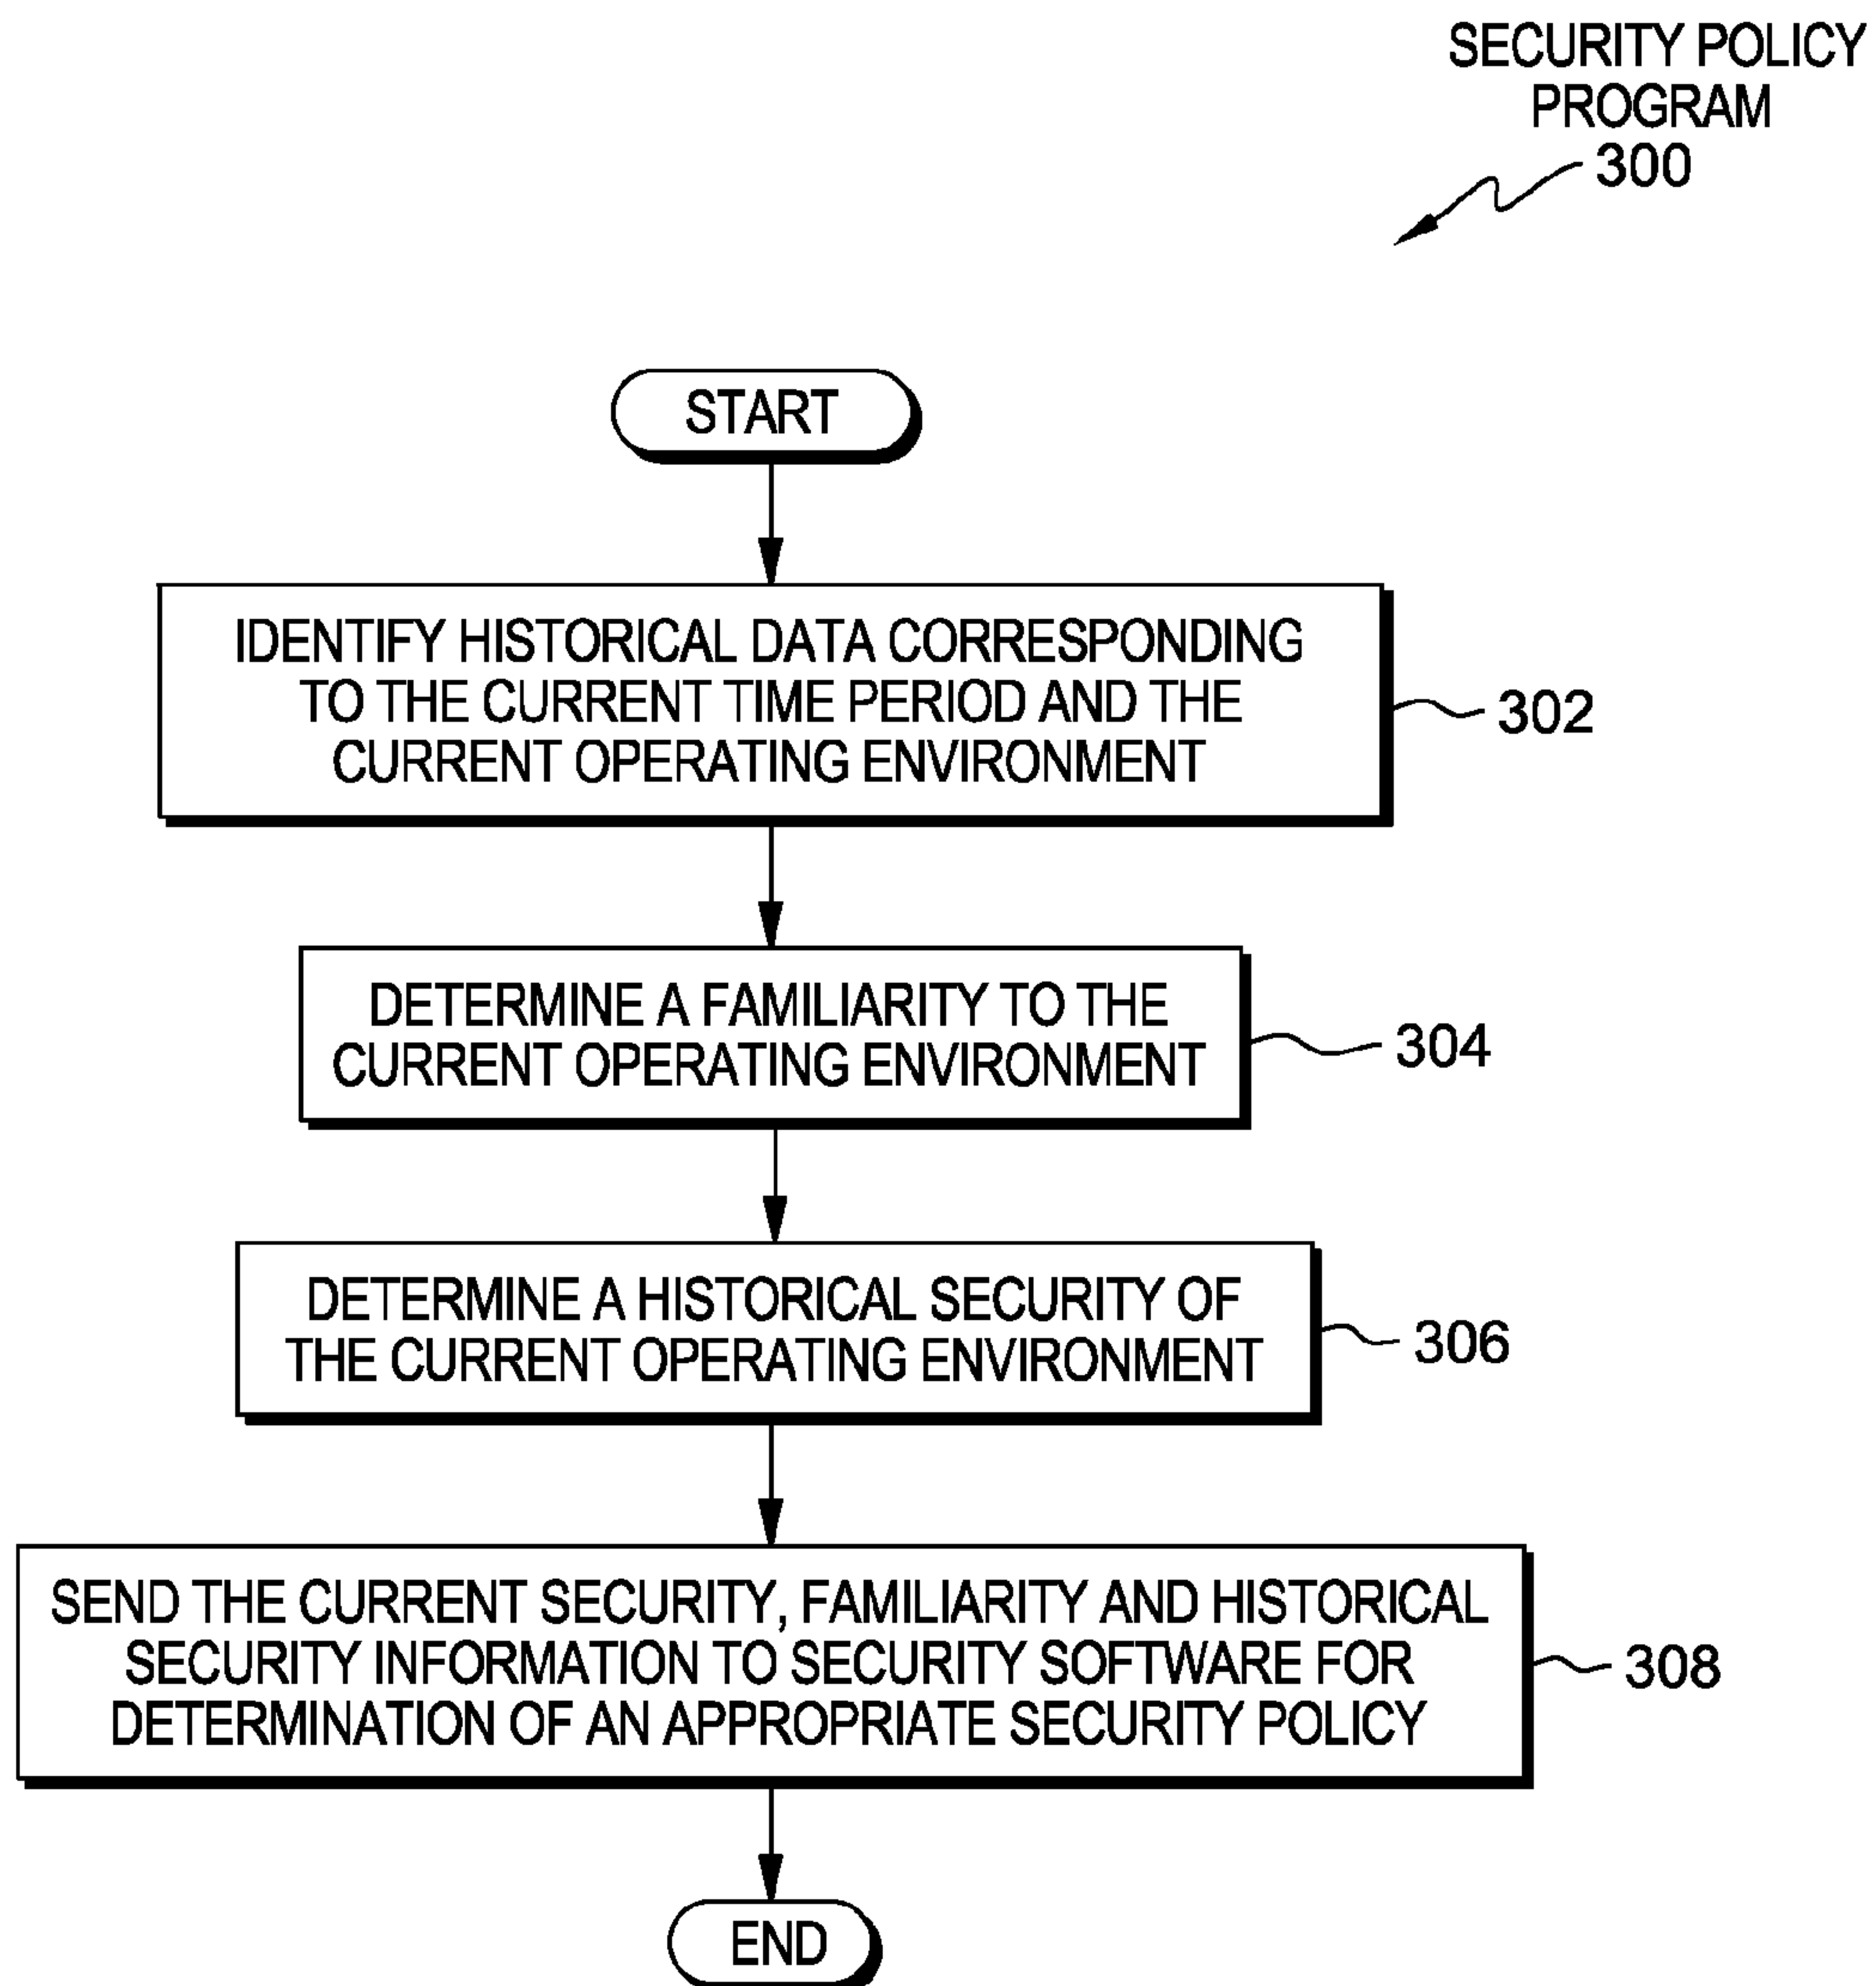 SECURITY POLICY
PROGRAM
300
START
IDENTIFY HISTORICAL DATA CORRESPONDING
TO THE CURRENT TIME PERIOD AND THE
CURRENT OPERATING ENVIRONMENT
302
DETERMINE A FAMILIARITY TO THE
CURRENT OPERATING ENVIRONMENT
304
DETERMINE A HISTORICAL SECURITY OF
THE CURRENT OPERATING ENVIRONMENT
306
SEND THE CURRENT SECURITY, FAMILIARITY AND HISTORICAL
SECURITY INFORMATION TO SECURITY SOFTWARE FOR
DETERMINATION OF AN APPROPRIATE SECURITY POLICY
308
END